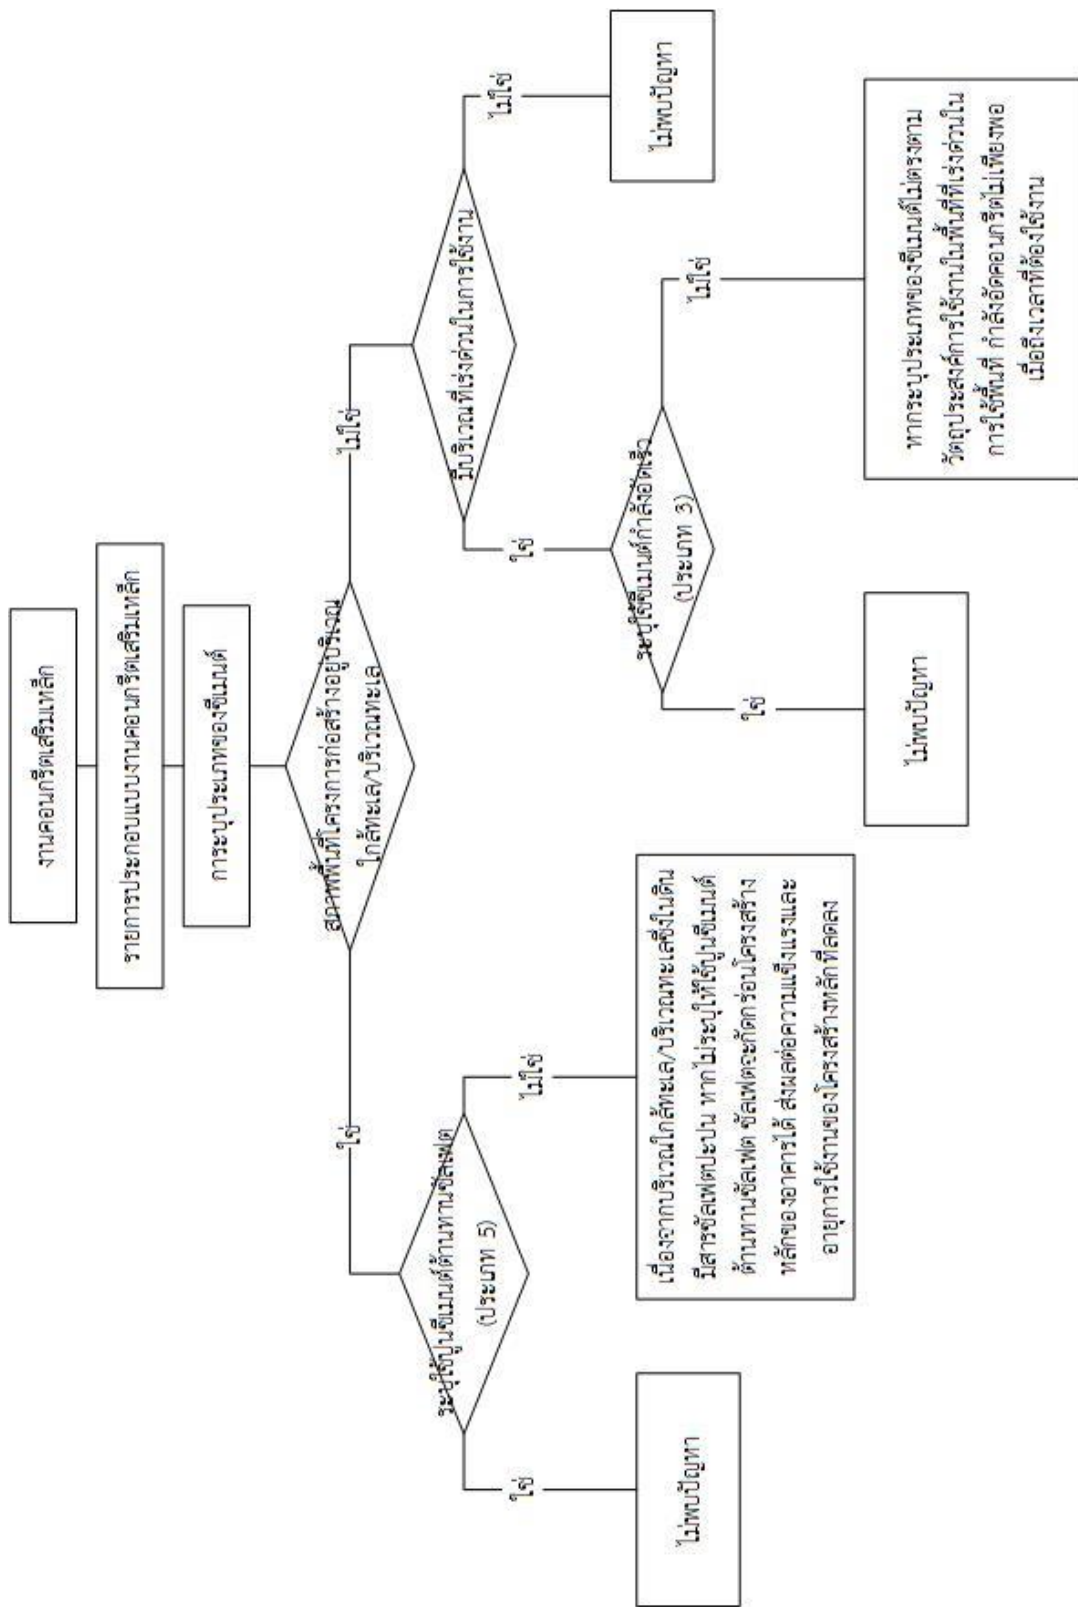 งานคอนกรีตเสริมเหล็ก
รายการประกอบแบบงานคอนกรีตเสริมเหล็ก
การระบุประเภทของซีเมนต์
สภาพพื้นที่โครงการก่อสร้างอยู่บริเวณ
ใกล้ทะเล/บริเวณทะเล
ใช่
ไม่ใช่
ระบุใช้ปูนซีเมนต์ต้านทานซัลเฟต
(ประเภท 5)
มีบริเวณที่เร่งด่วนในการใช้งาน
ใช่
ไม่ใช่
ใช่
ไม่ใช่
ไม่พบปัญหา
เนื่องจากบริเวณใกล้ทะเล/บริเวณทะเลซึ่งในดิน
มีสารซัลเฟตปะปน หากไม่ระบุให้ใช้ปูนซีเมนต์
ต้านทานซัลเฟต ซัลเฟตจะกัดกร่อนโครงสร้าง
หลักของอาคารได้ ส่งผลต่อความแข็งแรงและ
อายุการใช้งานของโครงสร้างหลักที่ลดลง
ระบุใช้ซีเมนต์กำลังอัดเร็ว
(ประเภท 3)
ไม่พบปัญหา
ใช่
ไม่ใช่
ไม่พบปัญหา
หากระบุประเภทของซีเมนต์ไม่ตรงตาม
วัตถุประสงค์การใช้งานในพื้นที่ที่เร่งด่วนใน
การใช้พื้นที่ กำลังอัดคอนกรีตไม่เพียงพอ
เมื่อถึงเวลาที่ต้องใช้งาน